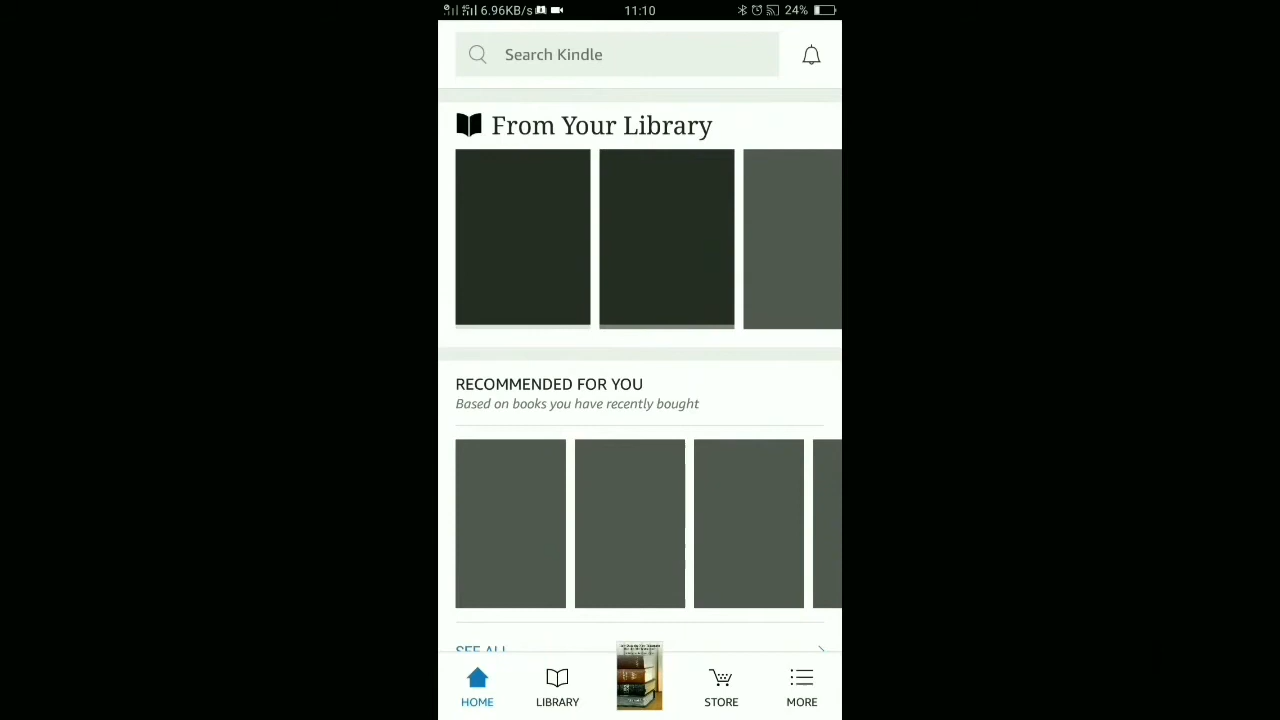 6.96KB/s
11:10
24%
Search Kindle
From Your Library
RECOMMENDED FOR YOU
Based on books you have recently bought
SEE ALL
HOME
LIBRARY
STORE
MORE